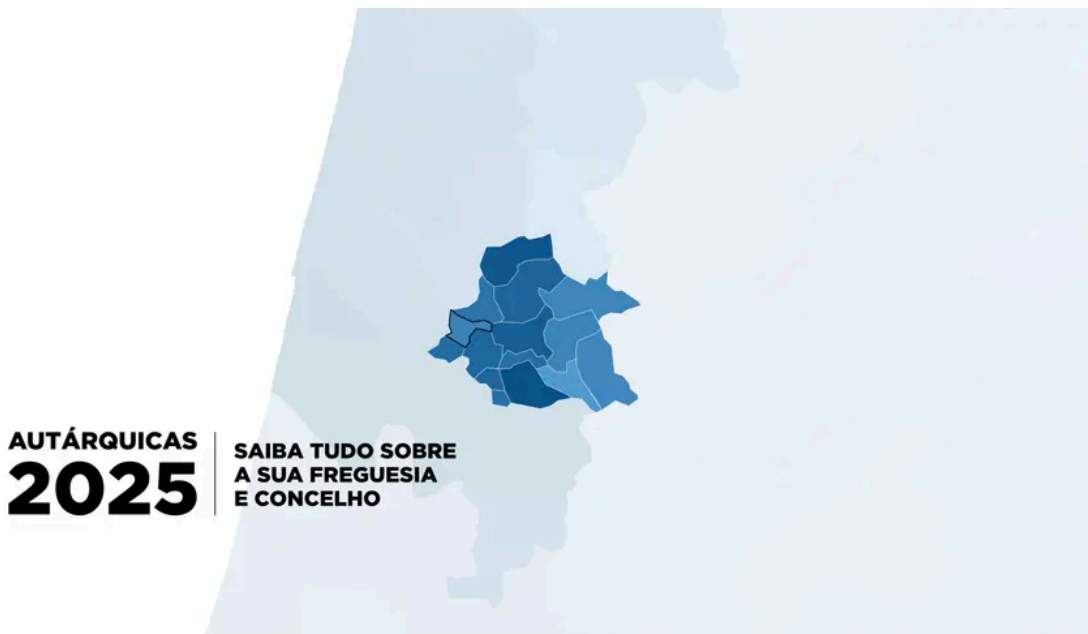 AUTÁRQUICAS
2025
SAIBA TUDO SOBRE
A SUA FREGUESIA
E CONCELHO